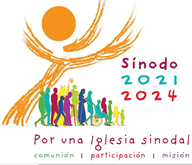 Sínodo
2021
2024
Por una Iglesia sinodal
comunión | participación | misión